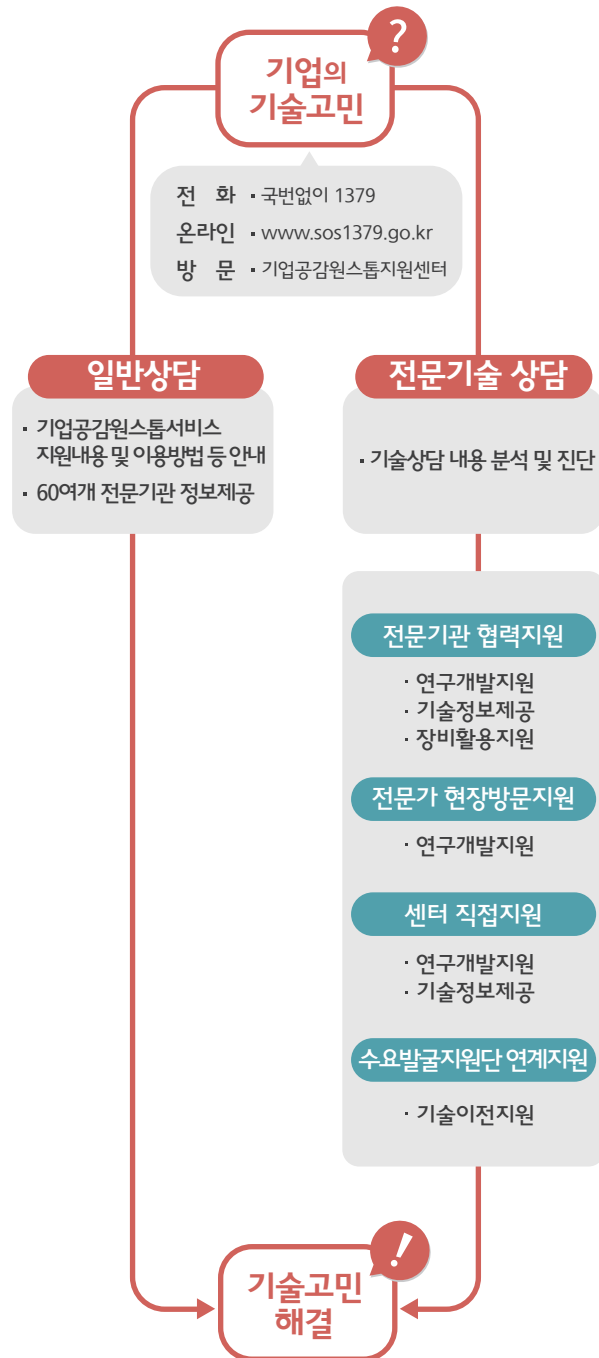 ?
기업의
기술고민
전 화 · 국번없이 1379
온라인 · www.sos1379.go.kr
방 문 · 기업공감원스톱지원센터
일반상담
· 기업공감원스톱서비스
지원내용 및 이용방법 등 안내
· 60여개 전문기관 정보제공
전문기술 상담
· 기술상담 내용 분석 및 진단
전문기관 협력지원
· 연구개발지원
· 기술정보제공
· 장비활용지원
전문가 현장방문지원
· 연구개발지원
센터 직접지원
· 연구개발지원
· 기술정보제공
수요발굴지원단 연계지원
· 기술이전지원
!
기술고민
해결